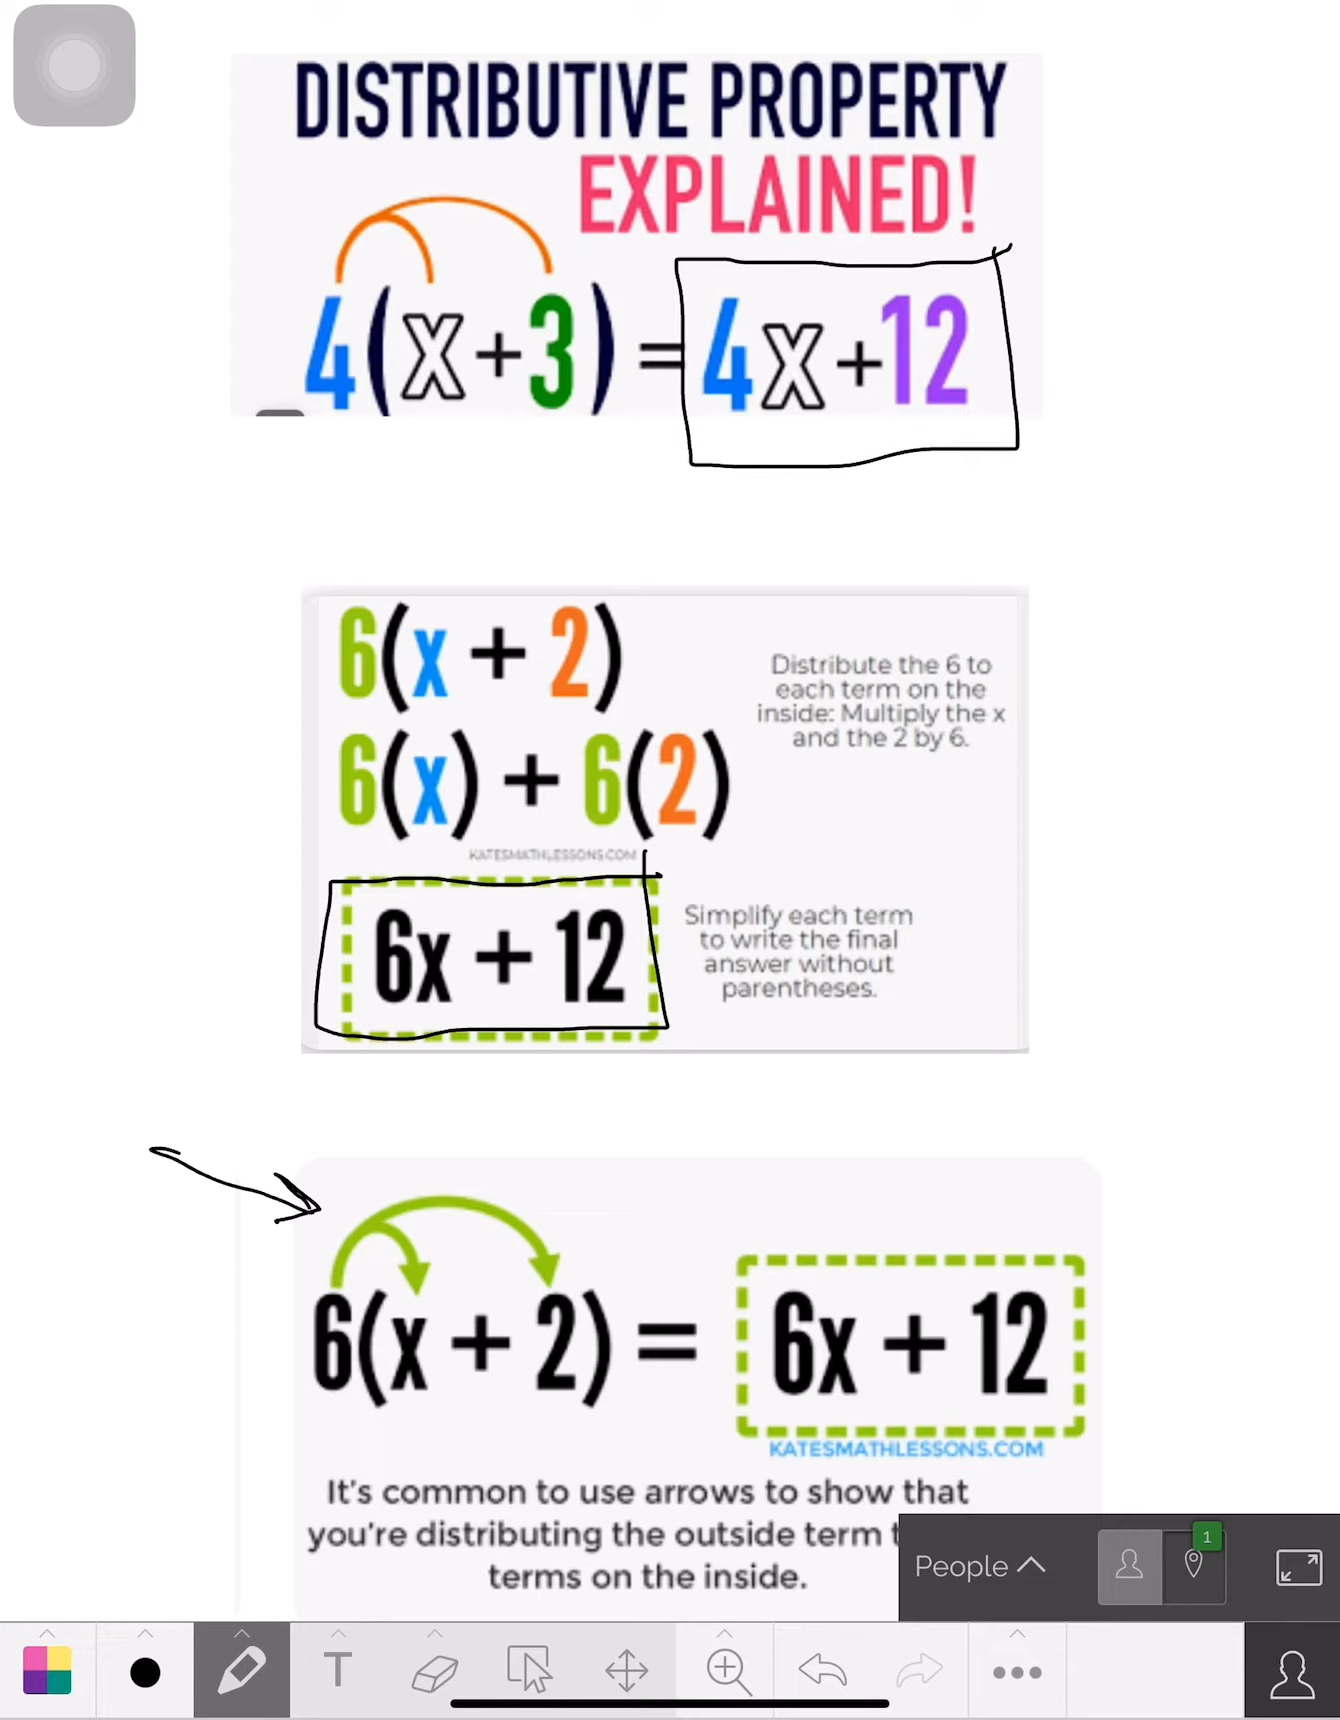 DISTRIBUTIVE PROPERTY
EXPLAINED!
4(x+3)=4x+12
6(x + 2)
Distribute the 6 to
each term on the
inside: Multiply the x
and the 2 by 6.
6(x) + 6(2)
KATESMATHLESSONS.COM
6x + 12
Simplify each term
to write the final
answer without
parentheses.
6(x + 2) = 6x + 12
KATESMATHLESSONS.COM
It's common to use arrows to show that
you're distributing the outside term
terms on the inside.
People
1
T